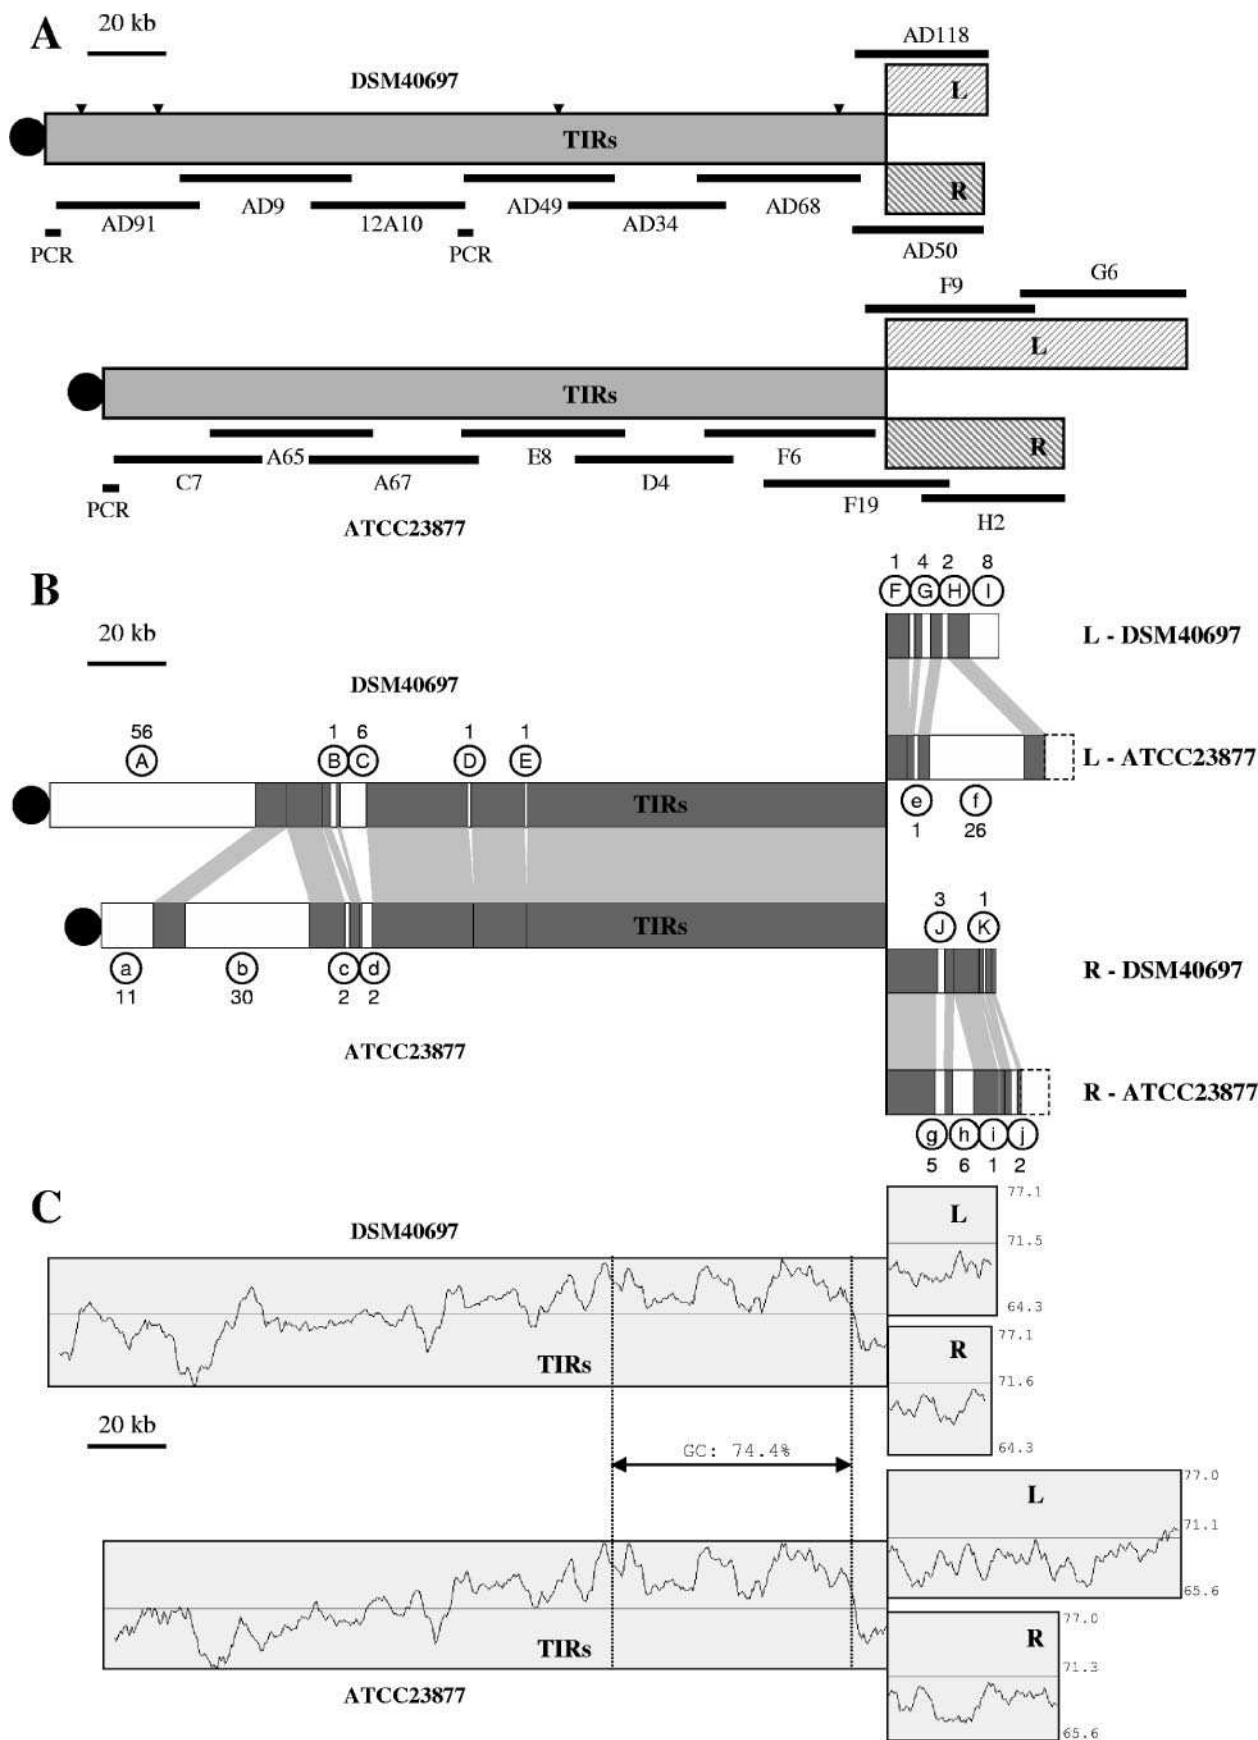 A
20 kb
AD118
DSM40697
L
TIRs
R
AD9
AD49
AD68
AD91
12A10
AD34
PCR
PCR
AD50
G6
F9
L
TIRs
R
A65
E8
F6
C7
A67
D4
PCR
F19
H2
ATCC23877
B
1 4 2 8
F G H I
20 kb
L - DSM40697
DSM40697
56 1 6 1 1
A B C D E
L - ATCC23877
TIRs
e f
1 26
3 1
J K
TIRs
R - DSM40697
a b c d
11 30 2 2
ATCC23877
R - ATCC23877
g h i j
5 6 1 2
C
77.1
L
DSM40697
71.5
64.3
77.1
R
TIRs
71.6
20 kb
GC: 74.4%
64.3
77.0
L
71.1
65.6
77.0
R
TIRs
71.3
ATCC23877
65.6